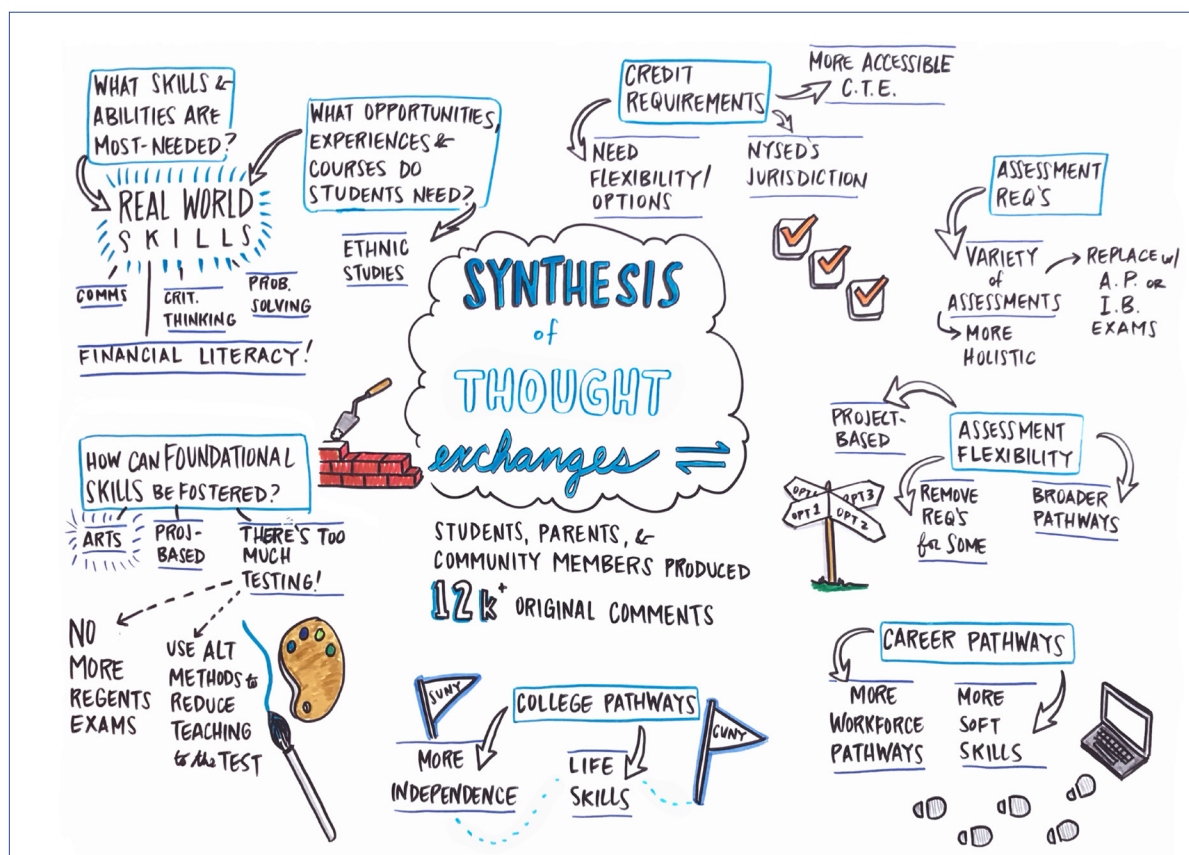 WHAT SKILLS &
ABILITIES ARE
MOST-NEEDED?
WHAT OPPORTUNITIES,
EXPERIENCES &
COURSES DO
STUDENTS NEED?
REAL WORLD
SKILLS
COMMS
CRIT.
THINKING
PROB.
SOLVING
FINANCIAL LITERACY!
ETHNIC
STUDIES
CREDIT
REQUIREMENTS
MORE ACCESSIBLE
C.T.E.
NEED
FLEXIBILITY/
OPTIONS
NYSED'S
JURISDICTION
ASSESSMENT
REQ'S
VARIETY
of
ASSESSMENTS
REPLACE w/
A.P. OR
I.B.
EXAMS
MORE
HOLISTIC
SYNTHESIS
of
THOUGHT
exchanges
STUDENTS, PARENTS, &
COMMUNITY MEMBERS PRODUCED
12k+ ORIGINAL COMMENTS
HOW CAN FOUNDATIONAL
SKILLS BE FOSTERED?
ARTS
PROJ-
BASED
THERE'S TOO
MUCH
TESTING!
NO
MORE
REGENTS
EXAMS
USE ALT
METHODS to
REDUCE
TEACHING
to the TEST
ASSESSMENT
FLEXIBILITY
PROJECT-
BASED
REMOVE
REQ'S
for SOME
BROADER
PATHWAYS
OPT 3
OPT 1
OPT 2
COLLEGE PATHWAYS
SUNY
CUNY
MORE
INDEPENDENCE
LIFE
SKILLS
CAREER PATHWAYS
MORE
WORKFORCE
PATHWAYS
MORE
SOFT
SKILLS